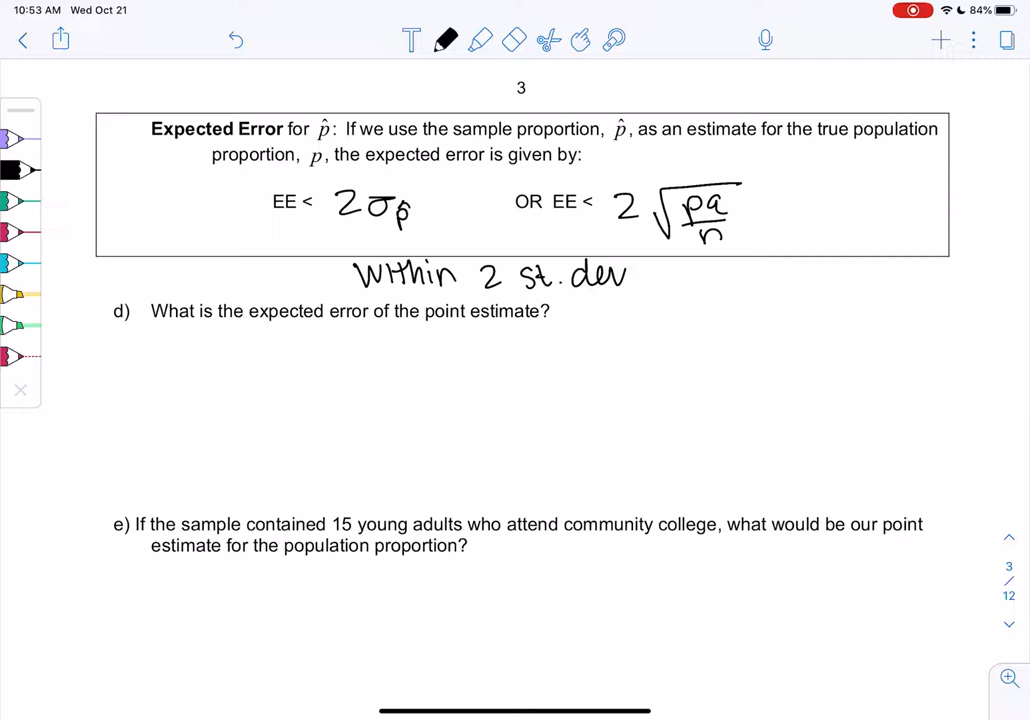 10:53 AM Wed Oct 21
84%
3
Expected Error for p̂: If we use the sample proportion, p̂, as an estimate for the true population
proportion, p, the expected error is given by:
EE < 2σp̂ OR EE < 2√(pq/n)
within 2 st. dev
d) What is the expected error of the point estimate?
e) If the sample contained 15 young adults who attend community college, what would be our point
estimate for the population proportion?
3
/
12